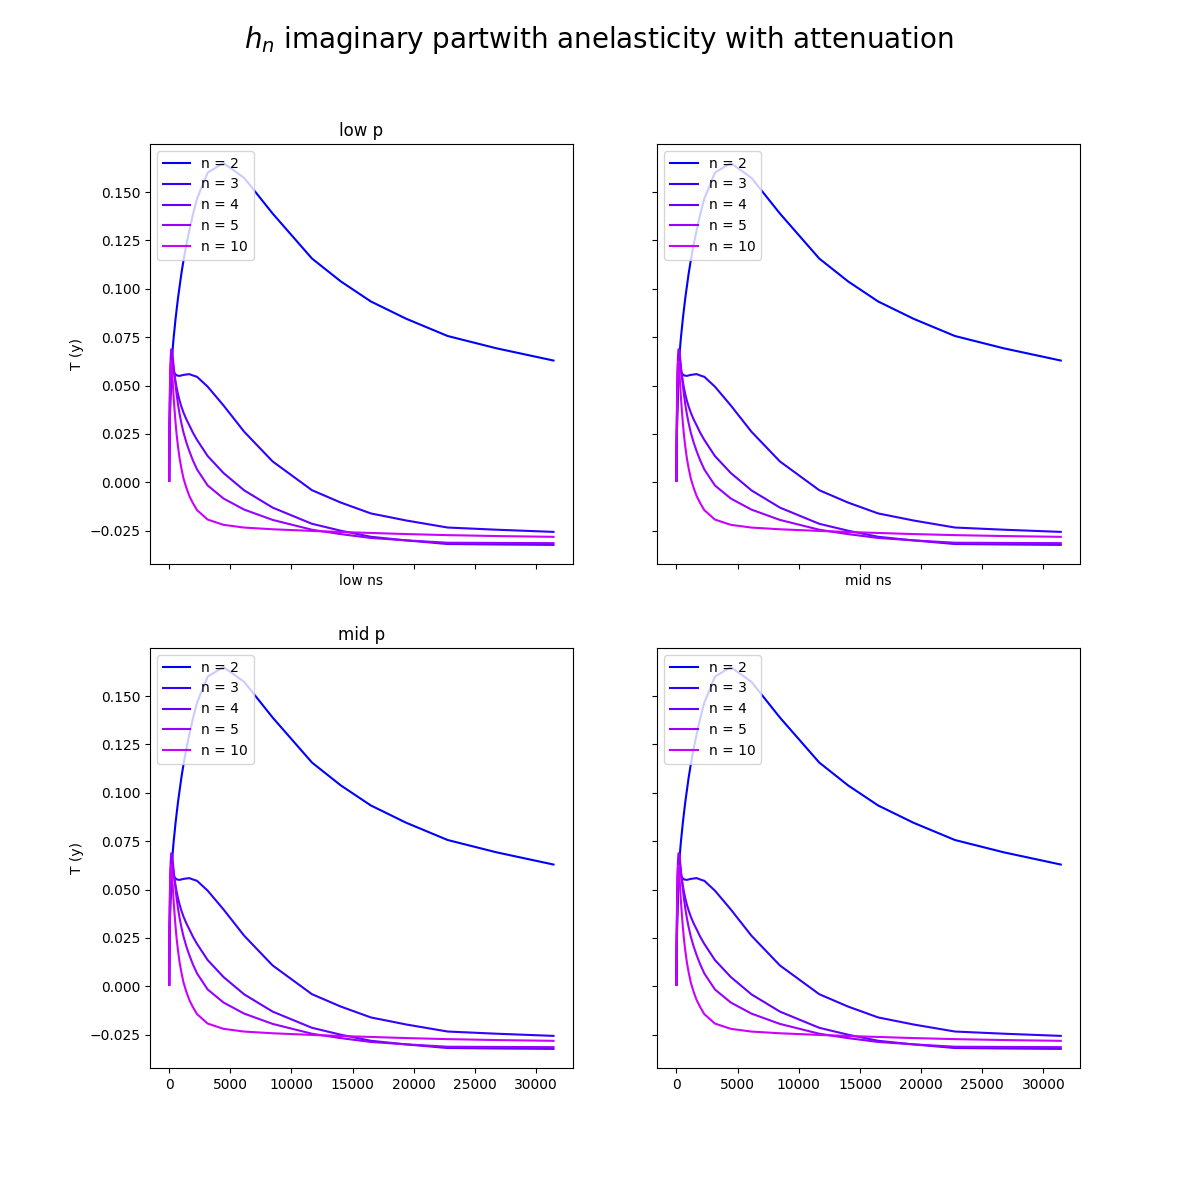 $h_n$ imaginary partwith anelasticity with attenuation
low p
n = 2
n = 3
n = 4
n = 5
n = 10
0.150
0.125
0.100
0.075
0.050
0.025
0.000
−0.025
T (y)
low ns
n = 2
n = 3
n = 4
n = 5
n = 10
mid ns
mid p
n = 2
n = 3
n = 4
n = 5
n = 10
0.150
0.125
0.100
0.075
0.050
0.025
0.000
−0.025
T (y)
0 5000 10000 15000 20000 25000 30000
n = 2
n = 3
n = 4
n = 5
n = 10
0 5000 10000 15000 20000 25000 30000